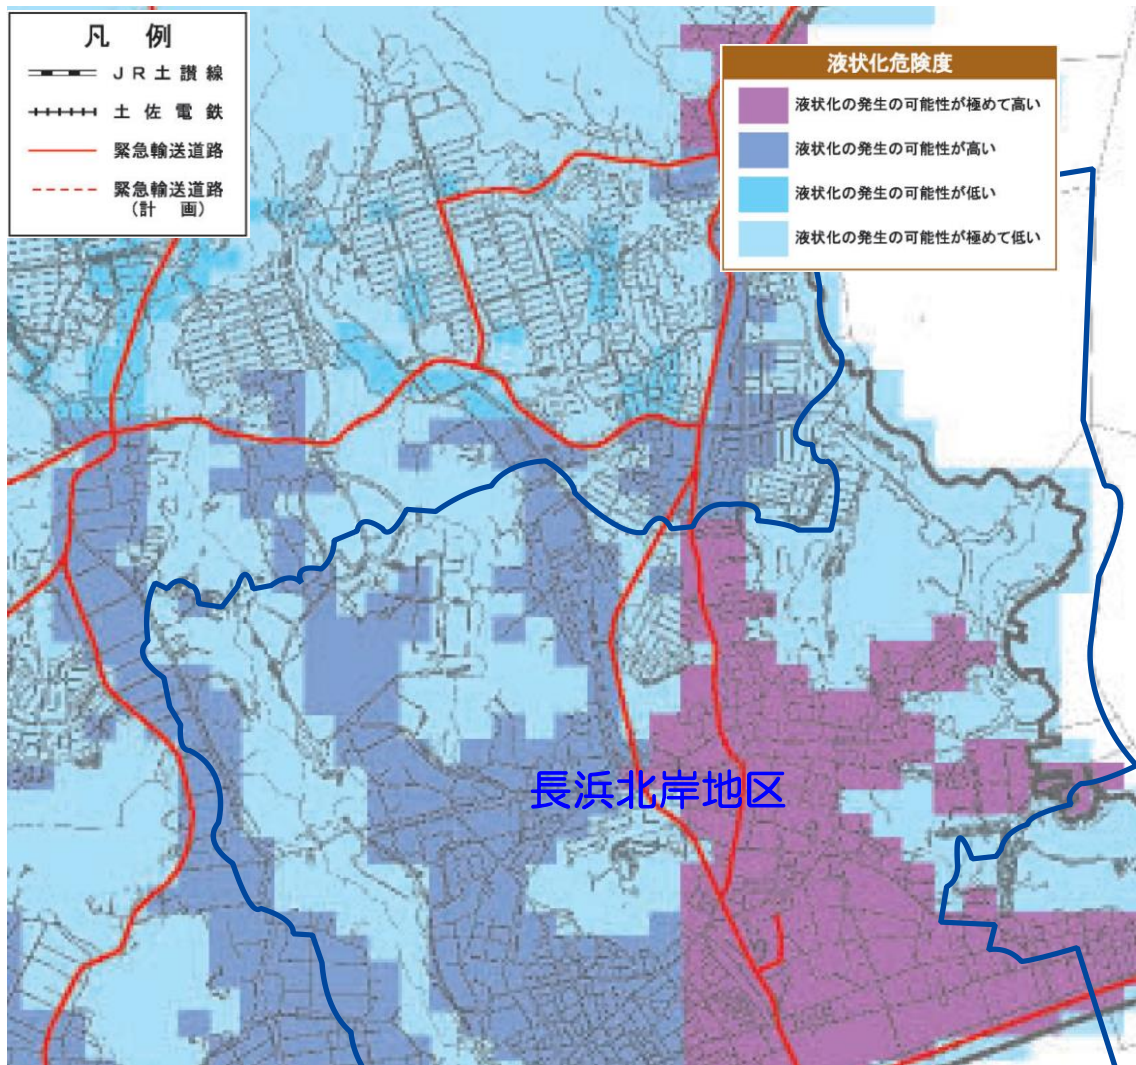 凡 例
JR土讃線
土佐電鉄
緊急輸送道路
緊急輸送道路
(計 画)
液状化危険度
液状化の発生の可能性が極めて高い
液状化の発生の可能性が高い
液状化の発生の可能性が低い
液状化の発生の可能性が極めて低い
長浜北岸地区